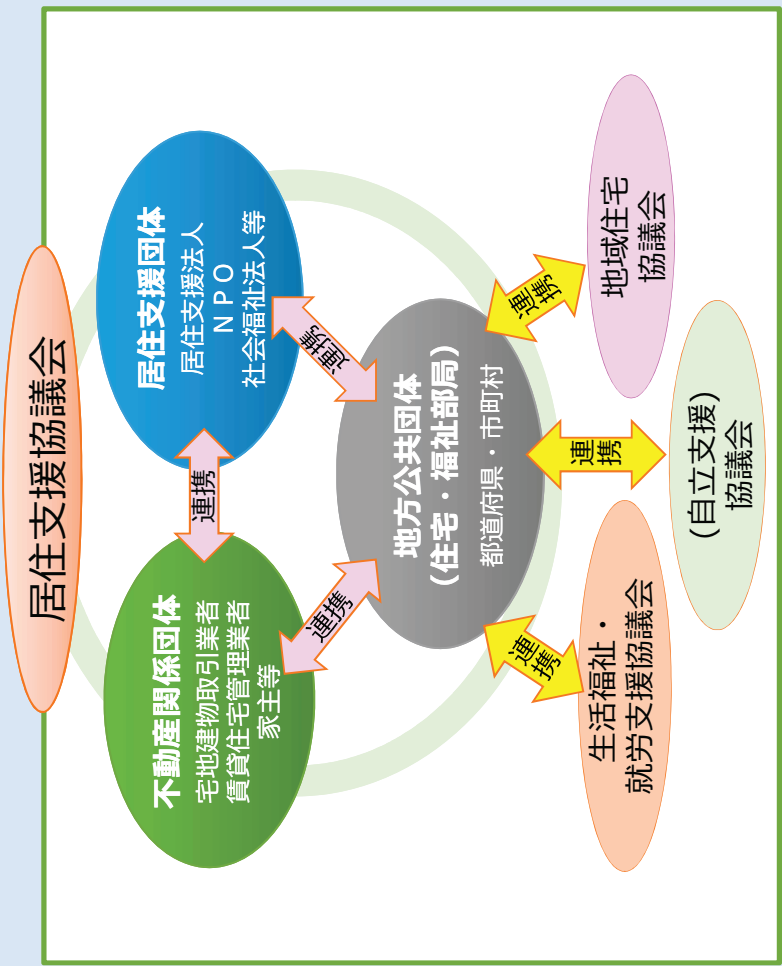 居住支援協議会
不動産関係団体
宅地建物取引業者
賃貸住宅管理業者
家主等
連携
居住支援団体
居住支援法人
ＮＰＯ
社会福祉法人等
連携
連携
地方公共団体
(住宅・福祉部局)
都道府県・市町村
連携
連携
連携
生活福祉・
就労支援協議会
(自立支援)
協議会
地域住宅
協議会